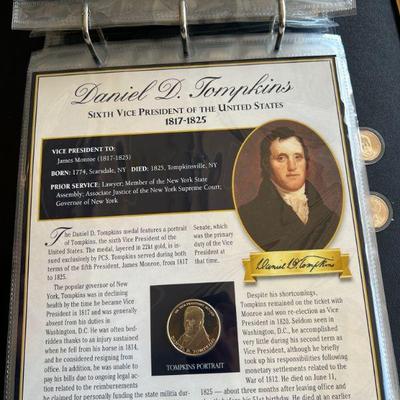 Daniel D. Tompkins
SIXTH VICE PRESIDENT OF THE UNITED STATES
1817-1825
VICE PRESIDENT TO:
James Monroe (1817-1825)
BORN: 1774, Scarsdale, NY DIED: 1825, Tompkinsville, NY
PRIOR SERVICE: Lawyer; Member of the New York State
Assembly; Associate Justice of the New York Supreme Court;
Governor of New York
The Daniel D. Tompkins medal features a portrait
of Tompkins, the sixth Vice President of the United
States. The medal, layered in 22kt gold, is
issued exclusively by PCS. Tompkins served during both
terms of the fifth President, James Monroe, from 1817
to 1825.
The popular governor of New
York, Tompkins was in declining
health by the time he became Vice
President in 1817 and was generally
absent from his duties in
Washington, D.C. He was often bed-
ridden thanks to an injury sustained
when he fell from his horse in 1814,
and he considered resigning from
office. In addition, he was unable to
pay his bills due to ongoing legal ac-
tion related to the reimbursements
he claimed for personally funding the state militia dur-
Senate, which
was the primary
duty of the Vice
President at
that time.
Daniel D Tompkins
TOMPKINS PORTRAIT
Despite his shortcomings,
Tompkins remained on the ticket with
Monroe and won re-election as Vice
President in 1820. Seldom seen in
Washington, D.C., he accomplished
very little during his second term as
Vice President, although he briefly
took up his responsibilities following
monetary settlements related to the
War of 1812. He died on June 11,
1825 — about three months after leaving office and